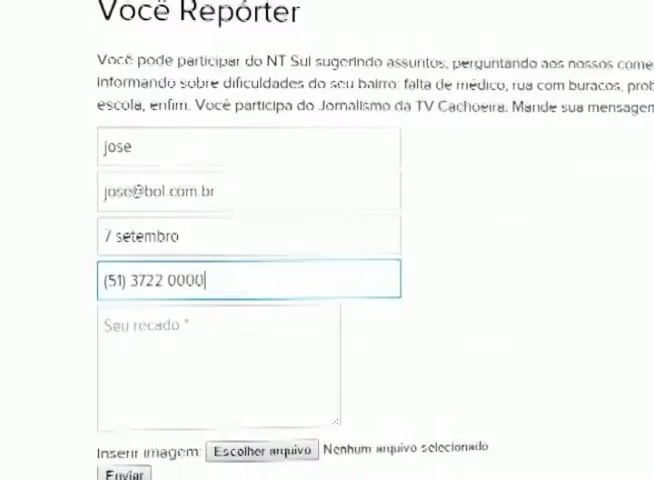 Você Repórter
Você pode participar do NT Sul sugerindo assuntos, perguntando aos nossos come
informando sobre dificuldades do seu bairro: falta de médico, rua com buracos, prob
escola, enfim. Você participa do Jornalismo da TV Cachoeira. Mande sua mensagem
jose
jose@bol.com.br
7 setembro
(51) 3722 0000
Seu recado *
Inserir imagem: Escolher arquivo Nenhum arquivo selecionado
Enviar